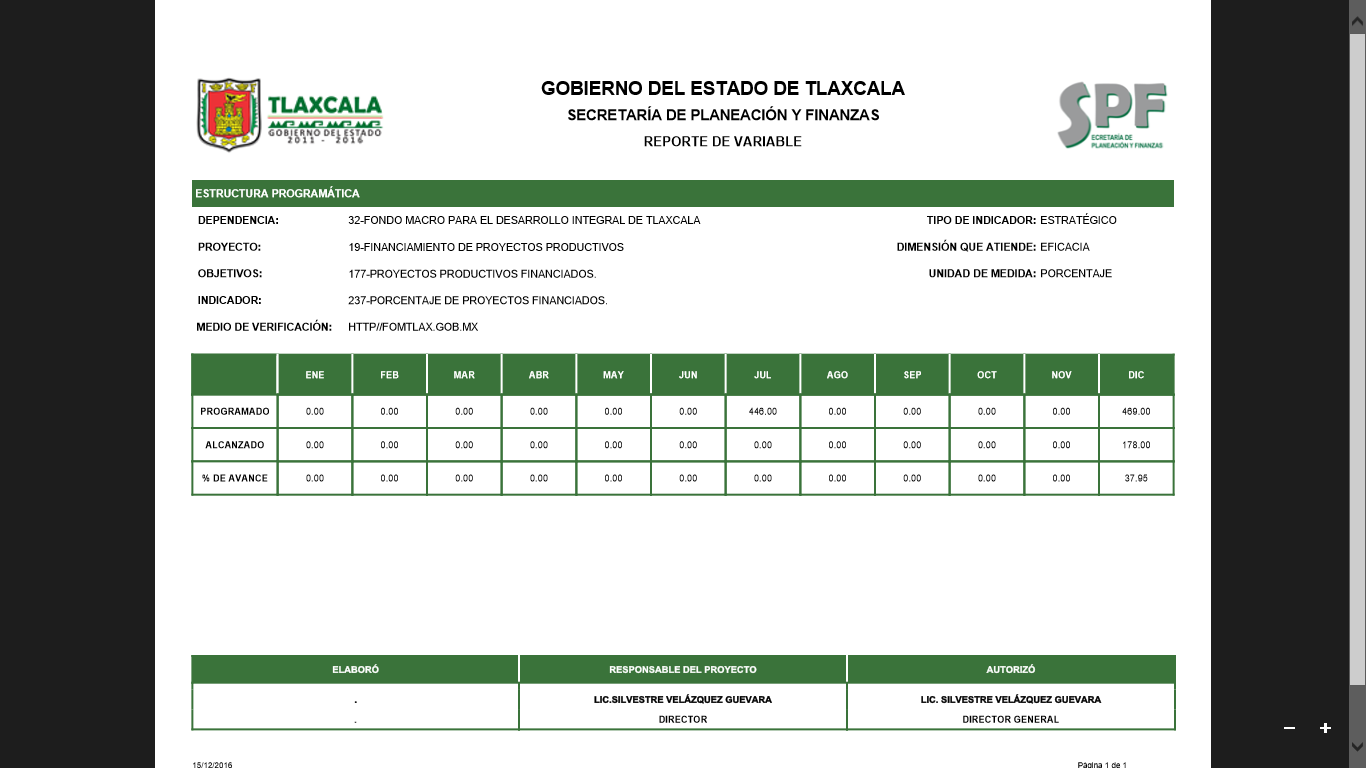 TLAXCALA
GOBIERNO DEL ESTADO
2011 - 2016
GOBIERNO DEL ESTADO DE TLAXCALA
SECRETARÍA DE PLANEACIÓN Y FINANZAS
REPORTE DE VARIABLE
SPF
SECRETARÍA DE
PLANEACIÓN Y FINANZAS
ESTRUCTURA PROGRAMÁTICA
DEPENDENCIA: 32-FONDO MACRO PARA EL DESARROLLO INTEGRAL DE TLAXCALA TIPO DE INDICADOR: ESTRATÉGICO
PROYECTO: 19-FINANCIAMIENTO DE PROYECTOS PRODUCTIVOS DIMENSIÓN QUE ATIENDE: EFICACIA
OBJETIVOS: 177-PROYECTOS PRODUCTIVOS FINANCIADOS. UNIDAD DE MEDIDA: PORCENTAJE
INDICADOR: 237-PORCENTAJE DE PROYECTOS FINANCIADOS.
MEDIO DE VERIFICACIÓN: HTTP//FOMTLAX.GOB.MX
ENE FEB MAR ABR MAY JUN JUL AGO SEP OCT NOV DIC
PROGRAMADO 0.00 0.00 0.00 0.00 0.00 0.00 446.00 0.00 0.00 0.00 0.00 469.00
ALCANZADO 0.00 0.00 0.00 0.00 0.00 0.00 0.00 0.00 0.00 0.00 0.00 178.00
% DE AVANCE 0.00 0.00 0.00 0.00 0.00 0.00 0.00 0.00 0.00 0.00 0.00 37.95
ELABORÓ RESPONSABLE DEL PROYECTO AUTORIZÓ
. LIC.SILVESTRE VELÁZQUEZ GUEVARA LIC. SILVESTRE VELÁZQUEZ GUEVARA
. DIRECTOR DIRECTOR GENERAL
15/12/2016 Página 1 de 1